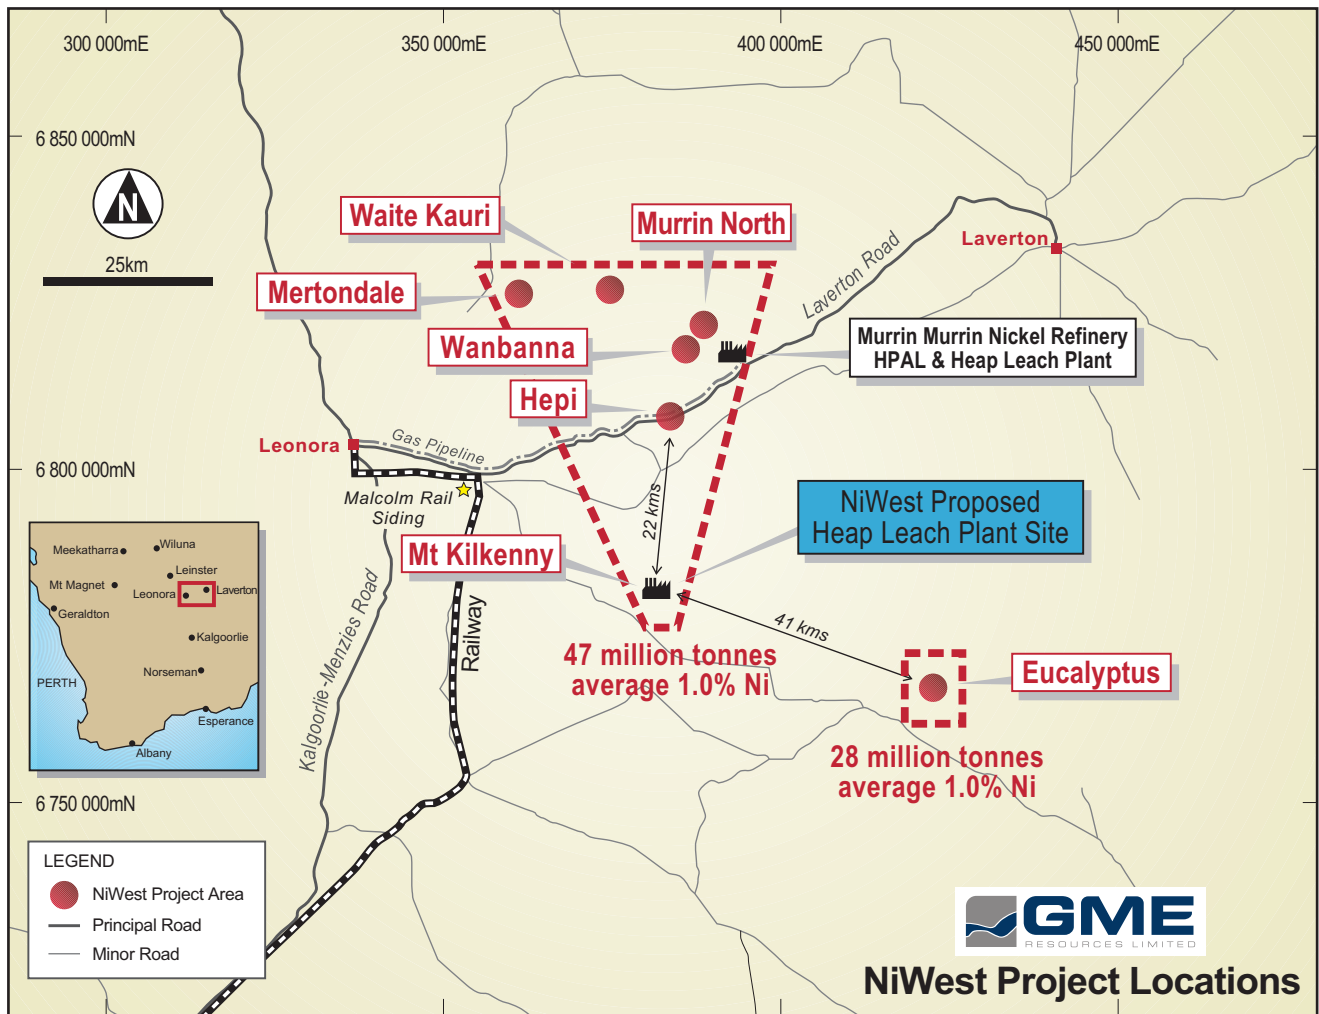 300 000mE
350 000mE
400 000mE
450 000mE
6 850 000mN
N
25km
Waite Kauri
Murrin North
Laverton
Mertondale
Laverton Road
Wanbanna
Murrin Murrin Nickel Refinery
HPAL & Heap Leach Plant
Hepi
Leonora
Gas Pipeline
6 800 000mN
Malcolm Rail
Siding
22 kms
NiWest Proposed
Heap Leach Plant Site
Mt Kilkenny
Meekatharra
Wiluna
Leinster
Mt Magnet
Leonora
Laverton
Geraldton
Kalgoorlie
Norseman
PERTH
Esperance
Albany
Kalgoorlie-Menzies Road
Railway
41 kms
47 million tonnes
average 1.0% Ni
Eucalyptus
28 million tonnes
average 1.0% Ni
6 750 000mN
LEGEND
NiWest Project Area
Principal Road
Minor Road
GME
RESOURCES LIMITED
NiWest Project Locations